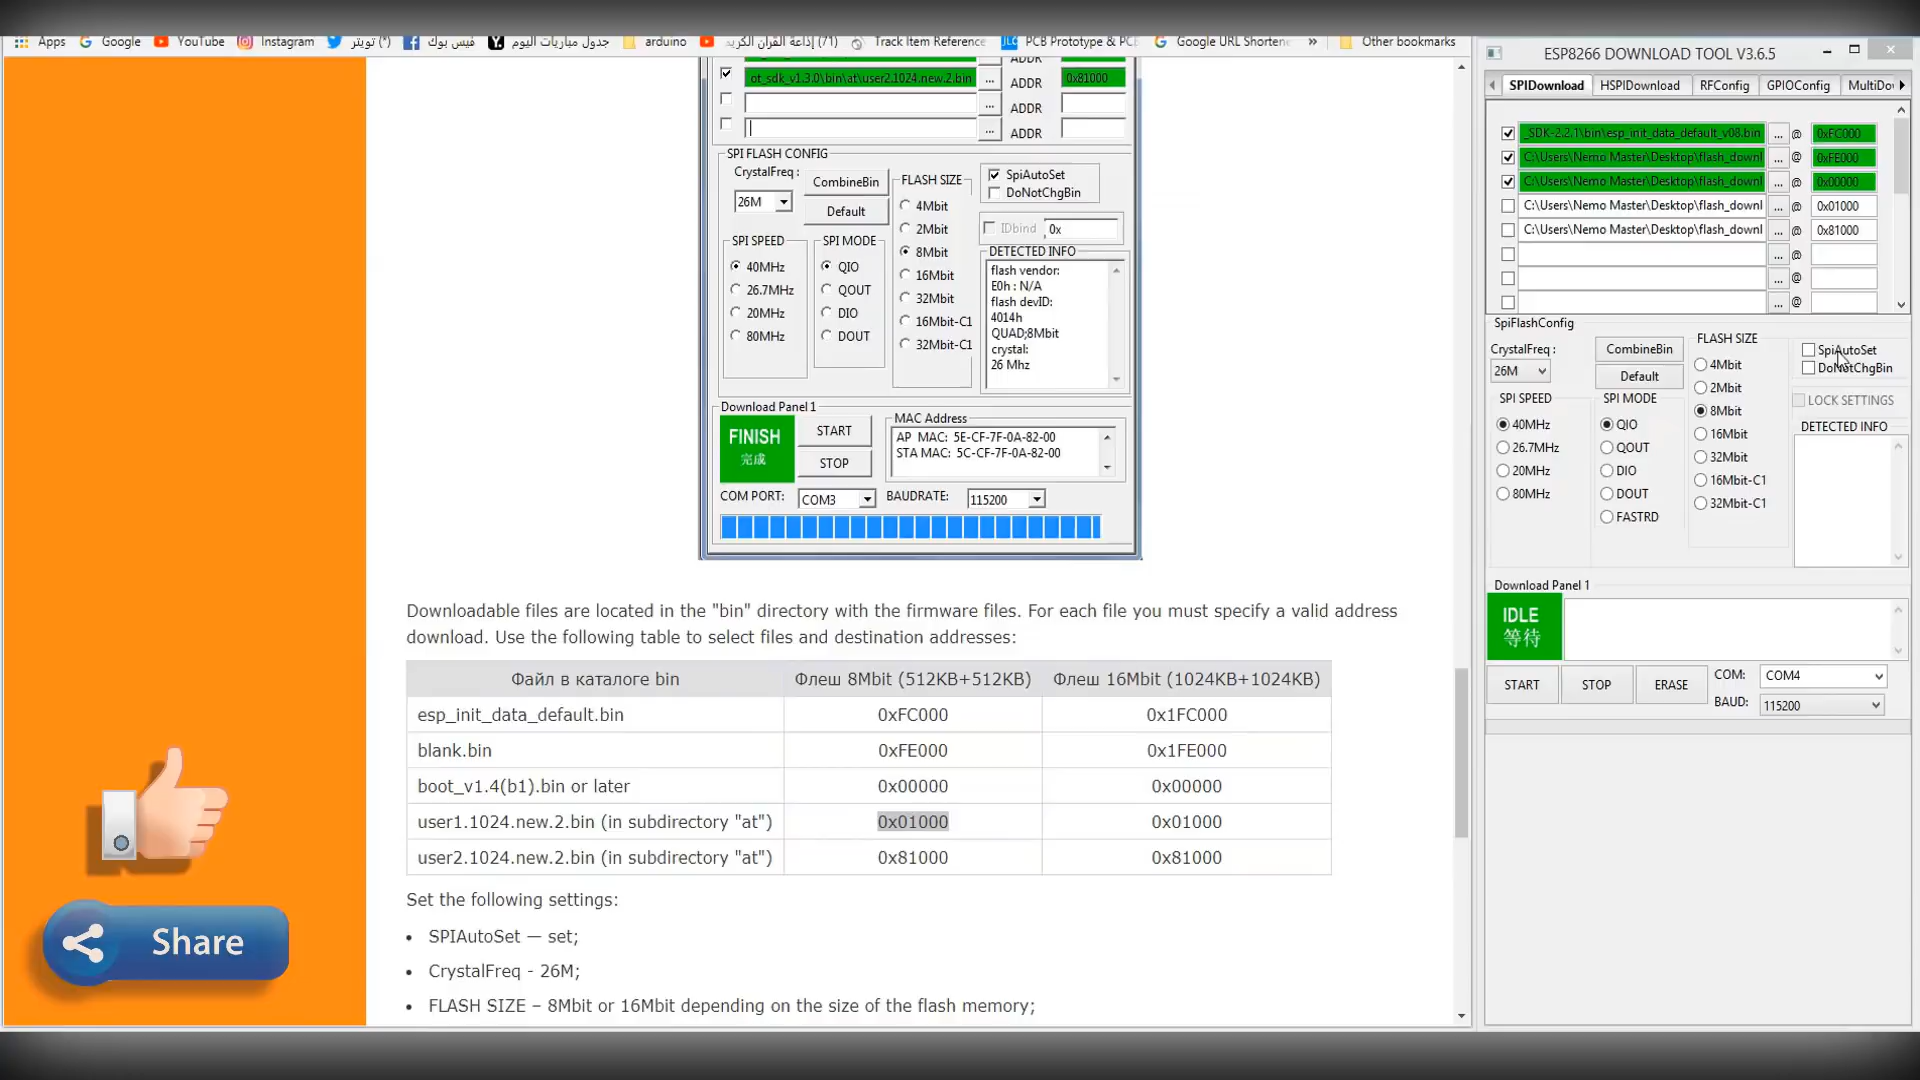 Apps Google YouTube Instagram (*) تويتر فيس بوك جدول مباريات اليوم arduino (71) إذاعة القرآن الكريم Track Item Reference PCB Prototype & PC Google URL Shortene » Other bookmarks
ADDR
ot_sdk_v1.3.0\bin\at\user2.1024.new.2.bin ... ADDR 0x81000
... ADDR
... ADDR
SPI FLASH CONFIG
CrystalFreq:
26M
CombineBin
Default
FLASH SIZE
4Mbit
2Mbit
8Mbit
16Mbit
32Mbit
16Mbit-C1
32Mbit-C1
SpiAutoSet
DoNotChgBin
IDbind 0x
SPI SPEED
40MHz
26.7MHz
20MHz
80MHz
SPI MODE
QIO
QOUT
DIO
DOUT
DETECTED INFO
flash vendor:
E0h : N/A
flash devID:
4014h
QUAD;8Mbit
crystal:
26 Mhz
Download Panel 1
FINISH
完成
START
STOP
MAC Address
AP MAC: 5E-CF-7F-0A-82-00
STA MAC: 5C-CF-7F-0A-82-00
COM PORT: COM3 BAUDRATE: 115200
Downloadable files are located in the "bin" directory with the firmware files. For each file you must specify a valid address
download. Use the following table to select files and destination addresses:
Файл в каталоге bin Флеш 8Mbit (512KB+512KB) Флеш 16Mbit (1024KB+1024KB)
esp_init_data_default.bin 0xFC000 0x1FC000
blank.bin 0xFE000 0x1FE000
boot_v1.4(b1).bin or later 0x00000 0x00000
user1.1024.new.2.bin (in subdirectory "at") 0x01000 0x01000
user2.1024.new.2.bin (in subdirectory "at") 0x81000 0x81000
Set the following settings:
• SPIAutoSet — set;
• CrystalFreq - 26M;
• FLASH SIZE – 8Mbit or 16Mbit depending on the size of the flash memory;
Share
ESP8266 DOWNLOAD TOOL V3.6.5
SPIDownload HSPIDownload RFConfig GPIOConfig MultiDo
_SDK-2.2.1\bin\esp_init_data_default_v08.bin ... @ 0xFC000
C:\Users\Nemo Master\Desktop\flash_downl ... @ 0xFE000
C:\Users\Nemo Master\Desktop\flash_downl ... @ 0x00000
C:\Users\Nemo Master\Desktop\flash_downl ... @ 0x01000
C:\Users\Nemo Master\Desktop\flash_downl ... @ 0x81000
... @
... @
... @
SpiFlashConfig
CrystalFreq :
26M
CombineBin
Default
FLASH SIZE
4Mbit
2Mbit
8Mbit
16Mbit
32Mbit
16Mbit-C1
32Mbit-C1
SpiAutoSet
DoNotChgBin
LOCK SETTINGS
SPI SPEED
40MHz
26.7MHz
20MHz
80MHz
SPI MODE
QIO
QOUT
DIO
DOUT
FASTRD
DETECTED INFO
Download Panel 1
IDLE
等待
START STOP ERASE
COM: COM4
BAUD: 115200